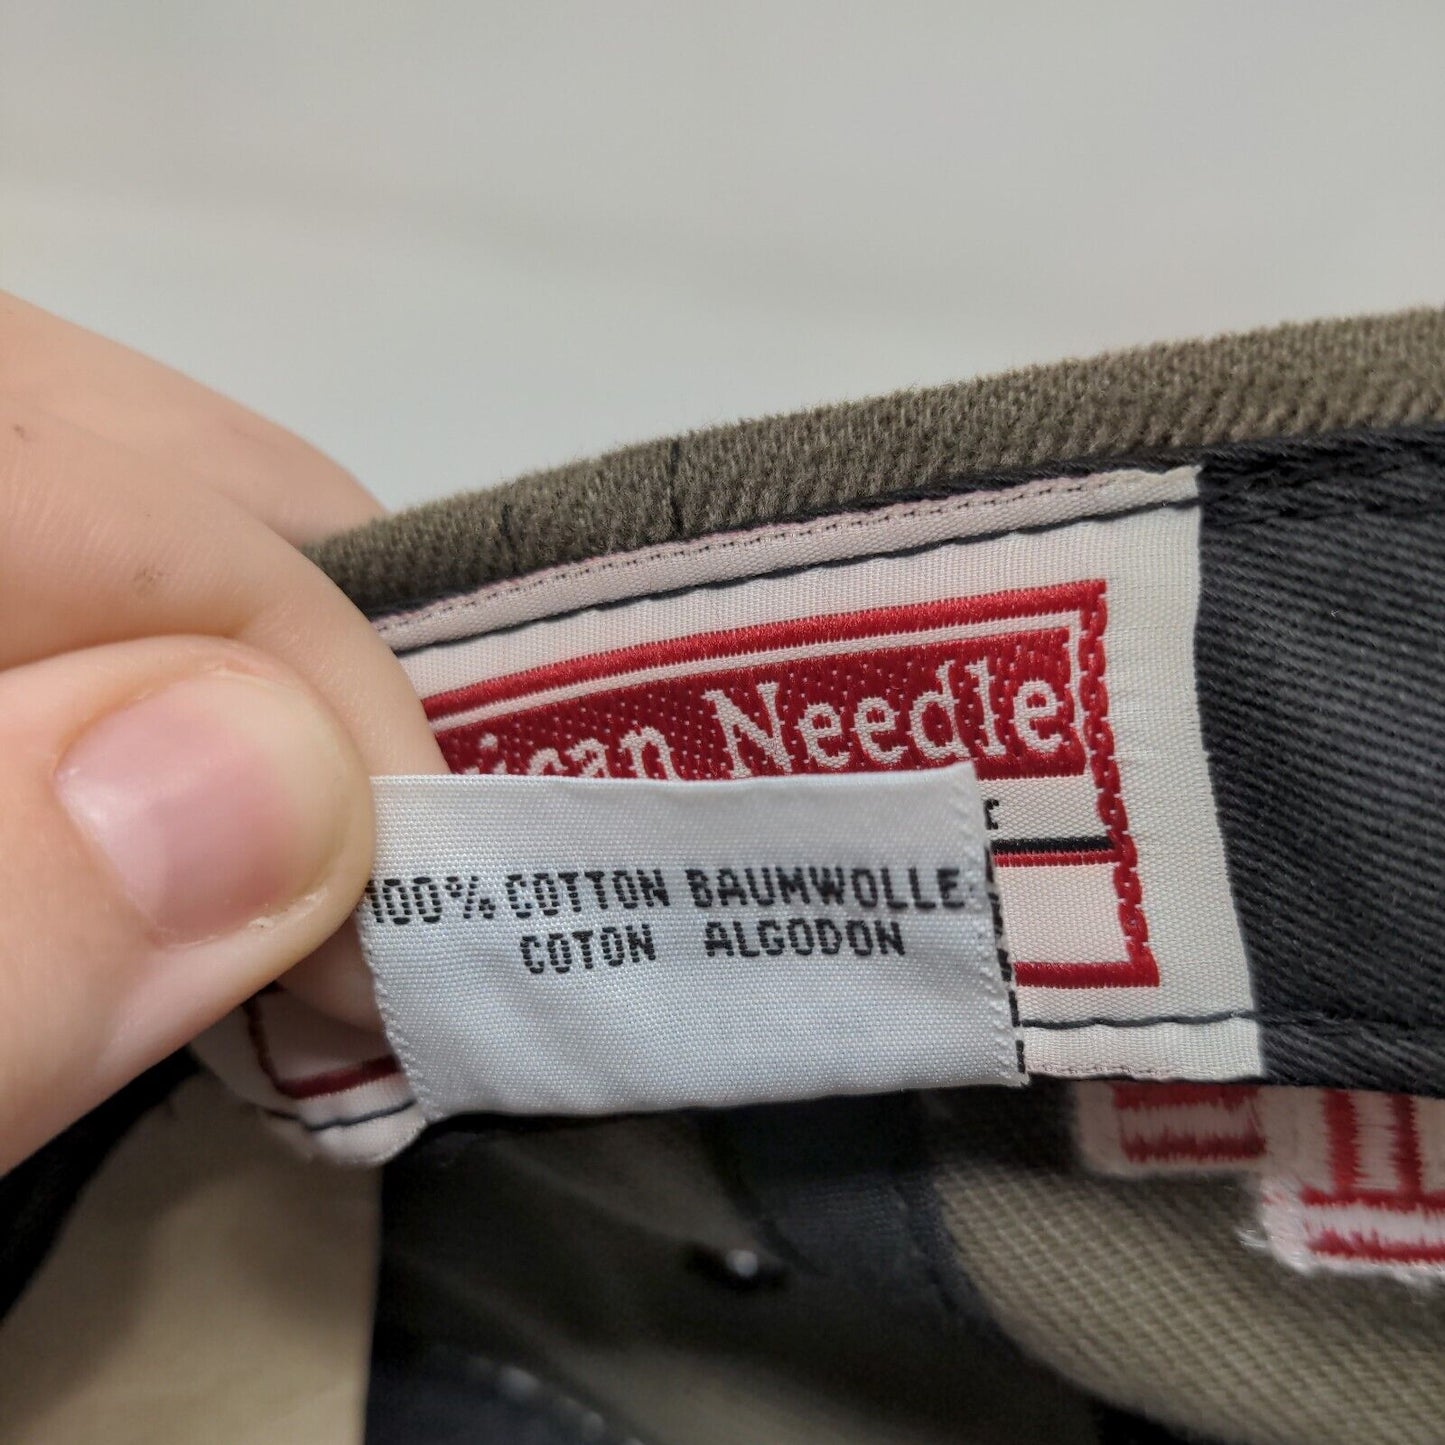 ican Needle
100% COTTON BAUMWOLLE
COTON ALGODON